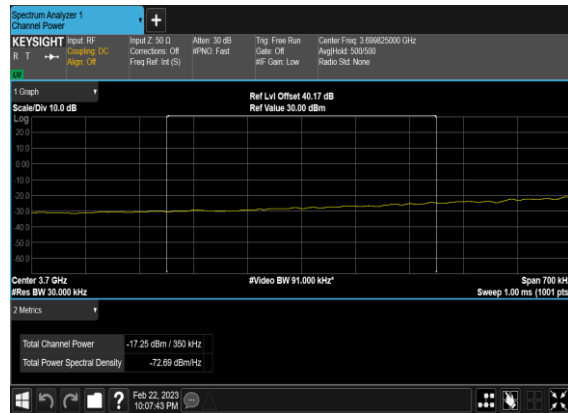 Spectrum Analyzer 1
Channel Power
KEYSIGHT Input: RF Input Z: 50 Ω Atten: 30 dB Trig: Free Run Center Freq: 3.699825000 GHz
R T Coupling: DC Corrections: Off #PNO: Fast Gate: Off Avg|Hold: 500/500
Align: Off Freq Ref: Int (S) #IF Gain: Low Radio Std: None
1 Graph
Ref Lvl Offset 40.17 dB
Scale/Div 10.0 dB Ref Value 30.00 dBm
Log
20.0
10.0
0.00
-10.0
-20.0
-30.0
-40.0
-50.0
-60.0
Center 3.7 GHz #Video BW 91.000 kHz* Span 700 kH
#Res BW 30.000 kHz Sweep 1.00 ms (1001 pts
2 Metrics
Total Channel Power -17.25 dBm / 350 kHz
Total Power Spectral Density -72.69 dBm/Hz
? Feb 22, 2023
10:07:43 PM